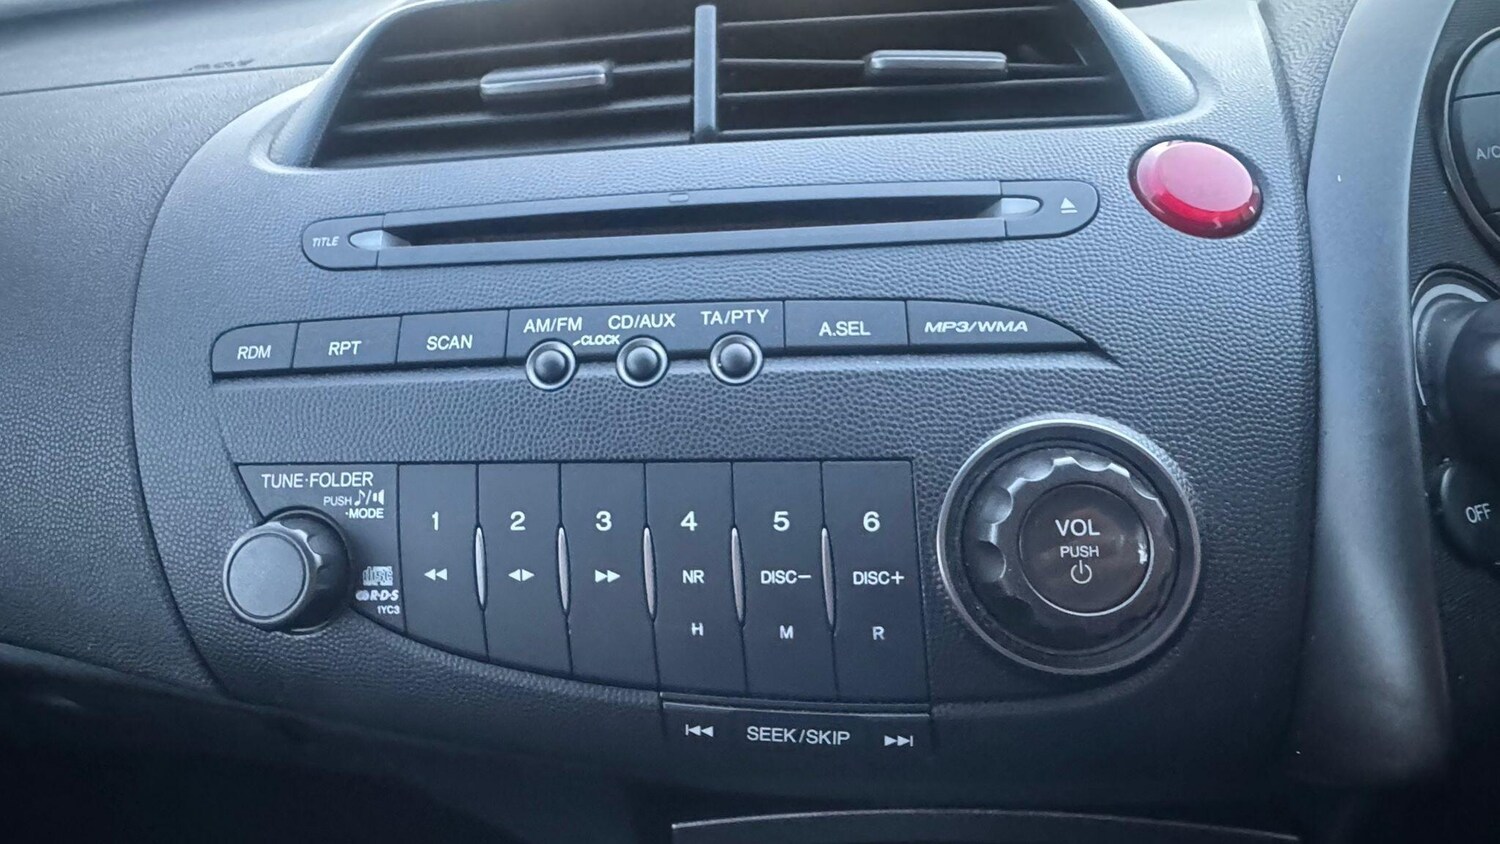 A/C
TITLE
AM/FM CD/AUX TA/PTY
CLOCK
RDM RPT SCAN A.SEL MP3/WMA
TUNE·FOLDER
PUSH
·MODE
1 2 3 4 5 6
NR DISC− DISC+
H M R
R·D·S
1YC3
VOL
PUSH
OFF
SEEK/SKIP